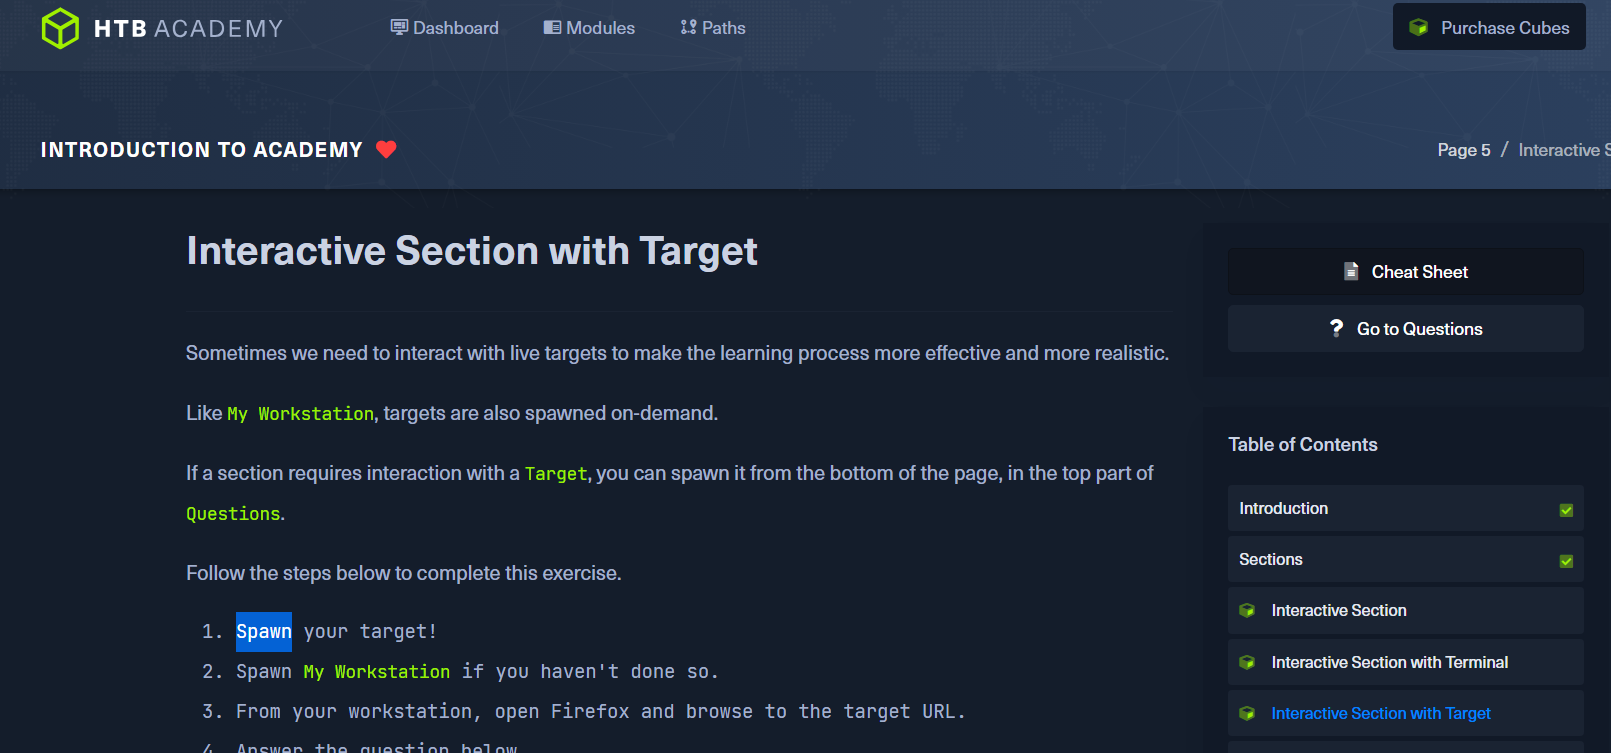 HTB ACADEMY
Dashboard
Modules
Paths
Purchase Cubes
INTRODUCTION TO ACADEMY
Page 5 / Interactive S
Interactive Section with Target
Sometimes we need to interact with live targets to make the learning process more effective and more realistic.
Like My Workstation, targets are also spawned on-demand.
If a section requires interaction with a Target, you can spawn it from the bottom of the page, in the top part of
Questions.
Follow the steps below to complete this exercise.
1. Spawn your target!
2. Spawn My Workstation if you haven't done so.
3. From your workstation, open Firefox and browse to the target URL.
4. Answer the question below
Cheat Sheet
? Go to Questions
Table of Contents
Introduction
Sections
Interactive Section
Interactive Section with Terminal
Interactive Section with Target